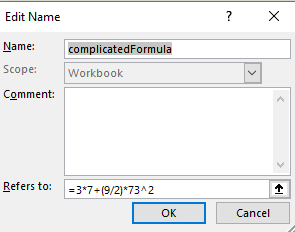 Edit Name
? ×
Name: complicatedFormula
Scope: Workbook
Comment:
Refers to: =3*7+(9/2)*73^2
OK Cancel